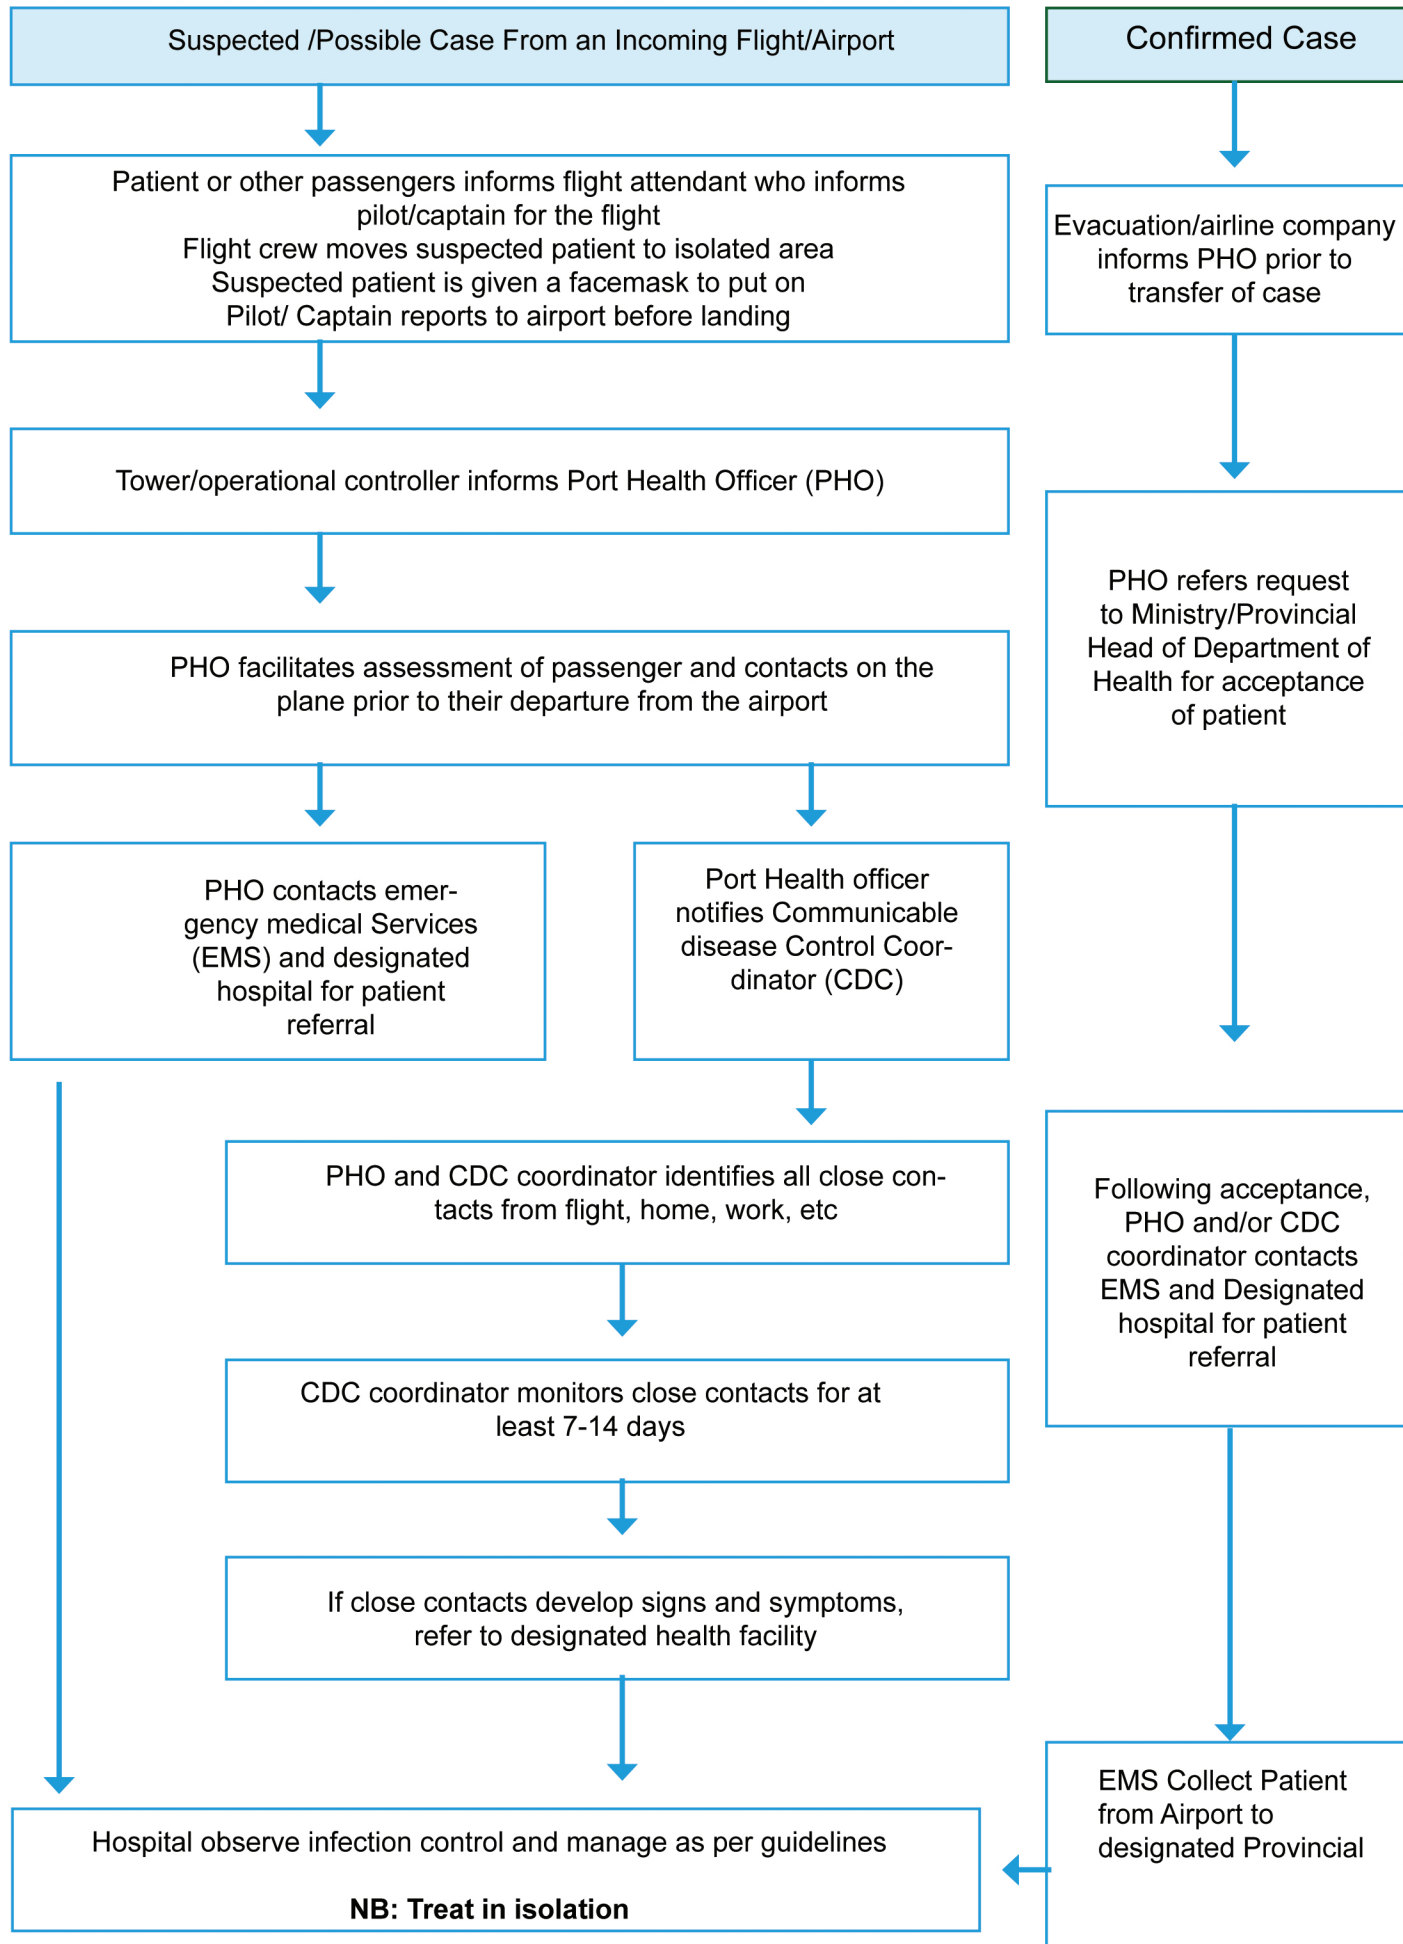 Suspected /Possible Case From an Incoming Flight/Airport
Patient or other passengers informs flight attendant who informs
pilot/captain for the flight
Flight crew moves suspected patient to isolated area
Suspected patient is given a facemask to put on
Pilot/ Captain reports to airport before landing
Tower/operational controller informs Port Health Officer (PHO)
PHO facilitates assessment of passenger and contacts on the
plane prior to their departure from the airport
PHO contacts emer-
gency medical Services
(EMS) and designated
hospital for patient
referral
Port Health officer
notifies Communicable
disease Control Coor-
dinator (CDC)
PHO and CDC coordinator identifies all close con-
tacts from flight, home, work, etc
CDC coordinator monitors close contacts for at
least 7-14 days
If close contacts develop signs and symptoms,
refer to designated health facility
Hospital observe infection control and manage as per guidelines
NB: Treat in isolation
Confirmed Case
Evacuation/airline company
informs PHO prior to
transfer of case
PHO refers request
to Ministry/Provincial
Head of Department of
Health for acceptance
of patient
Following acceptance,
PHO and/or CDC
coordinator contacts
EMS and Designated
hospital for patient
referral
EMS Collect Patient
from Airport to
designated Provincial